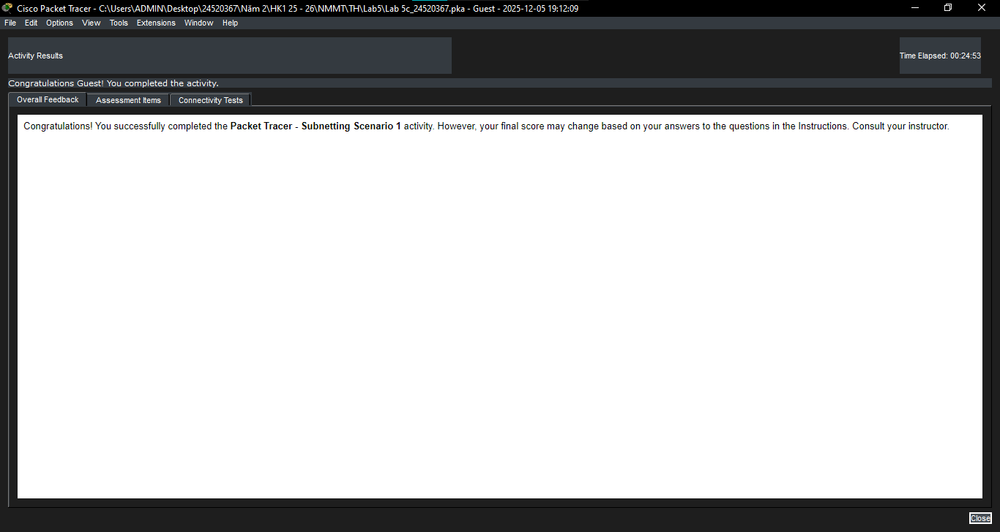 Cisco Packet Tracer - C:\Users\ADMIN\Desktop\24520367\Năm 2\HK1 25 - 26\NMMT\TH\Lab5\Lab 5c_24520367.pka - Guest - 2025-12-05 19:12:09
File Edit Options View Tools Extensions Window Help
Activity Results
Time Elapsed: 00:24:53
Congratulations Guest! You completed the activity.
Overall Feedback Assessment Items Connectivity Tests
Congratulations! You successfully completed the Packet Tracer - Subnetting Scenario 1 activity. However, your final score may change based on your answers to the questions in the Instructions. Consult your instructor.
Close